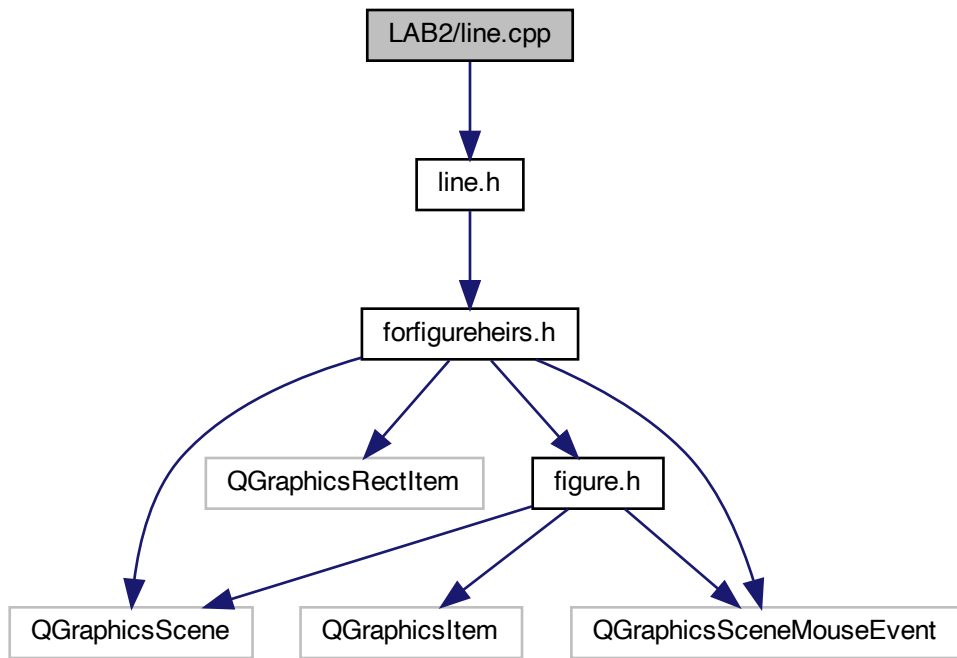 LAB2/line.cpp
line.h
forfigureheirs.h
QGraphicsRectItem
figure.h
QGraphicsScene
QGraphicsItem
QGraphicsSceneMouseEvent